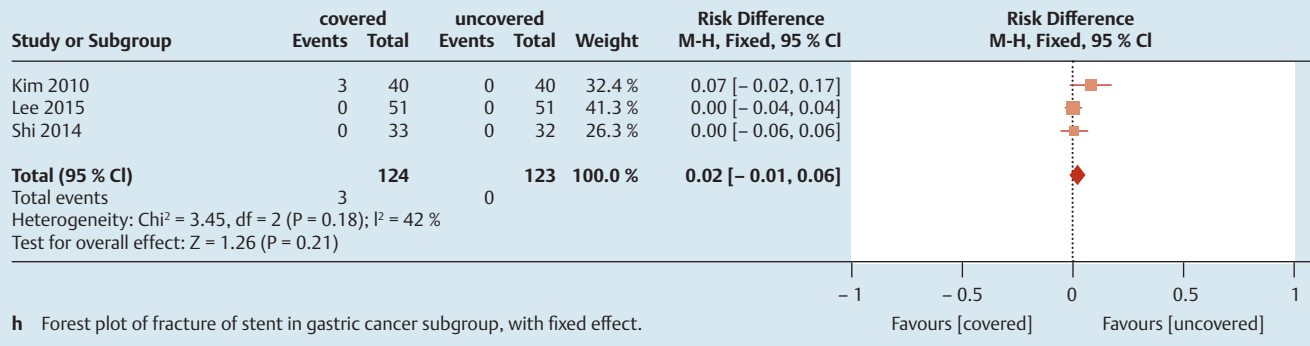 covered uncovered Risk Difference Risk Difference
Study or Subgroup Events Total Events Total Weight M-H, Fixed, 95 % CI M-H, Fixed, 95 % CI
Kim 2010 3 40 0 40 32.4 % 0.07 [– 0.02, 0.17]
Lee 2015 0 51 0 51 41.3 % 0.00 [– 0.04, 0.04]
Shi 2014 0 33 0 32 26.3 % 0.00 [– 0.06, 0.06]
Total (95 % CI) 124 123 100.0 % 0.02 [– 0.01, 0.06]
Total events 3 0
Heterogeneity: Chi² = 3.45, df = 2 (P = 0.18); I² = 42 %
Test for overall effect: Z = 1.26 (P = 0.21)
– 1 – 0.5 0 0.5 1
h Forest plot of fracture of stent in gastric cancer subgroup, with fixed effect. Favours [covered] Favours [uncovered]